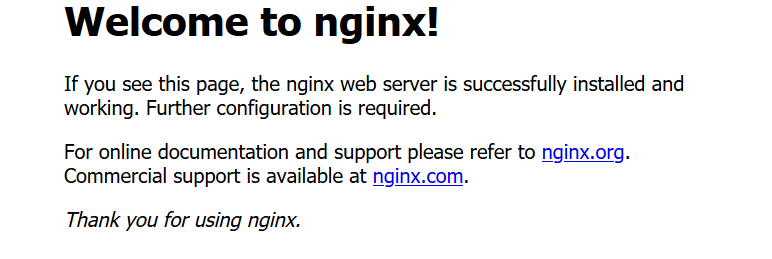 Welcome to nginx!
If you see this page, the nginx web server is successfully installed and
working. Further configuration is required.
For online documentation and support please refer to nginx.org.
Commercial support is available at nginx.com.
Thank you for using nginx.